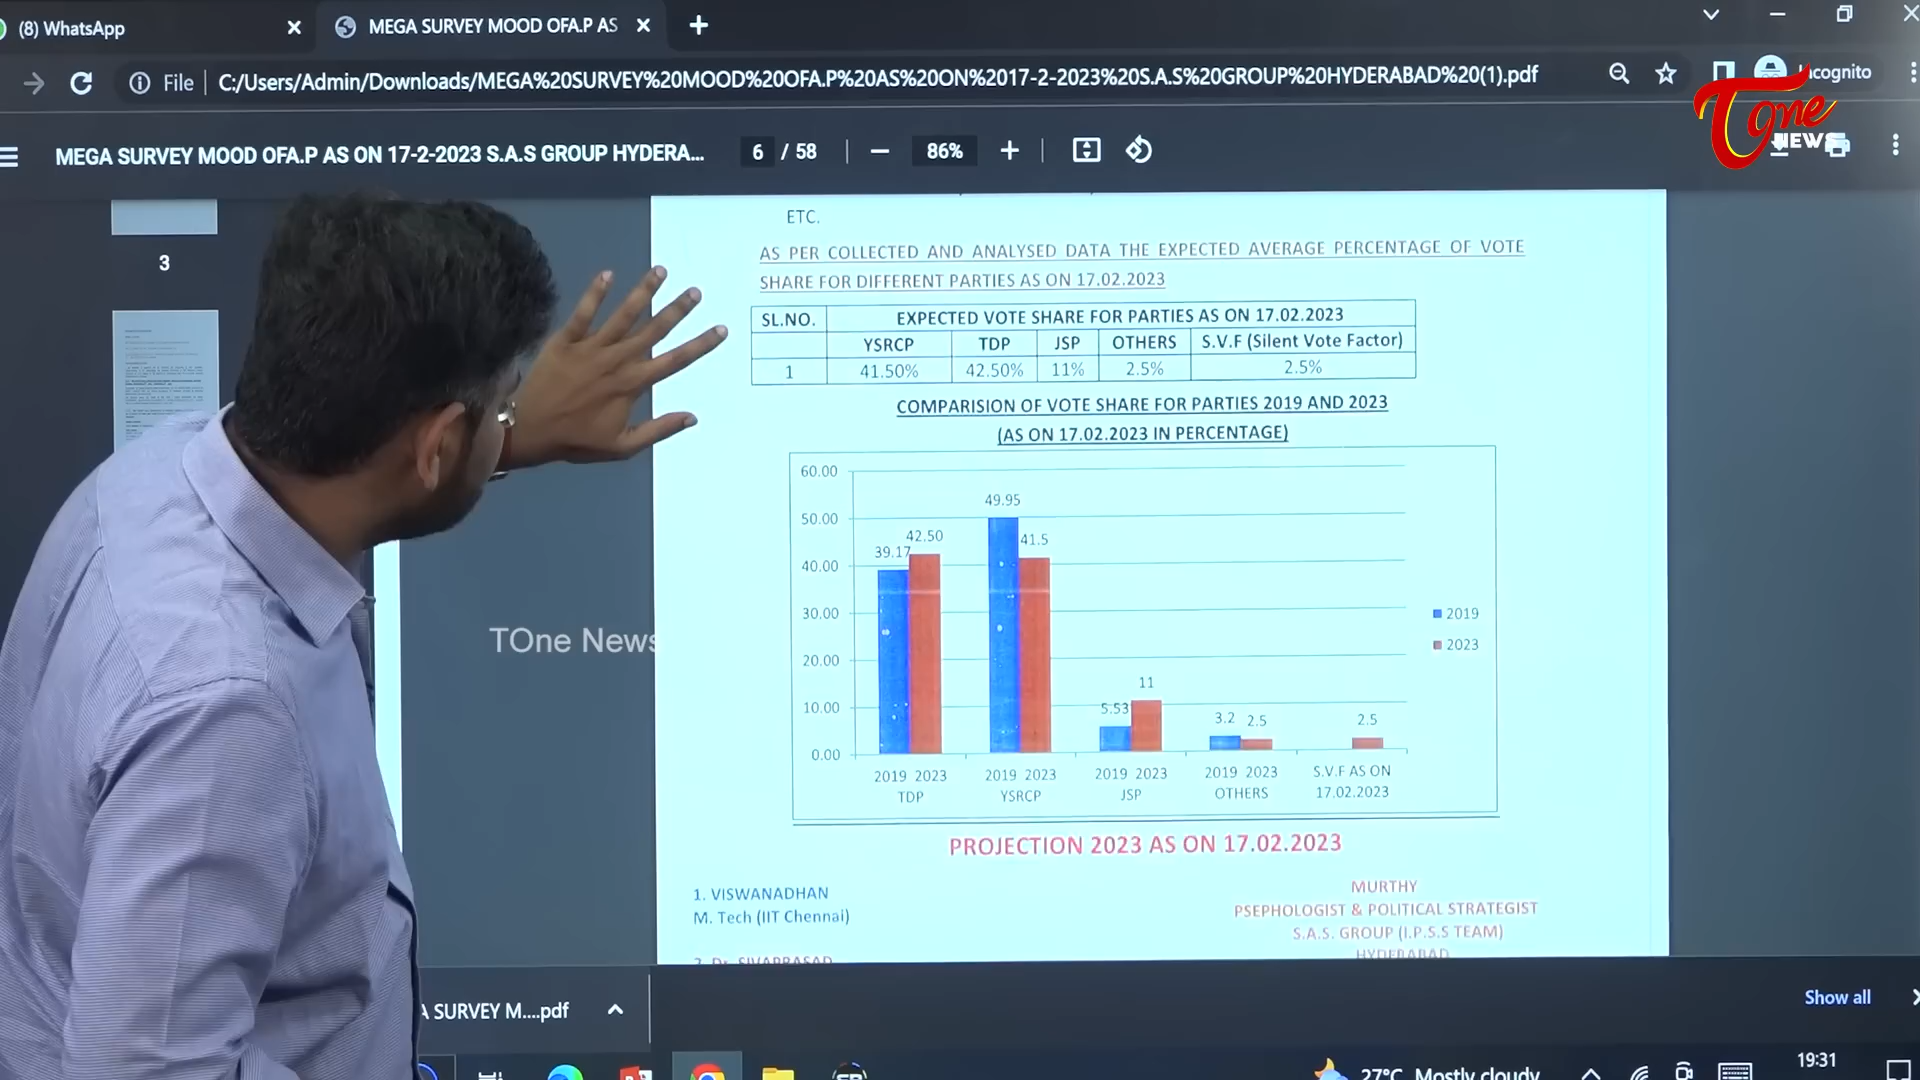 (8) WhatsApp
MEGA SURVEY MOOD OFA.P AS
File
C:/Users/Admin/Downloads/MEGA%20SURVEY%20MOOD%20OFA.P%20AS%20ON%2017-2-2023%20S.A.S%20GROUP%20HYDERABAD%20(1).pdf
Incognito
MEGA SURVEY MOOD OFA.P AS ON 17-2-2023 S.A.S GROUP HYDERA...
6 / 58
86%
TOne
NEWS
3
ETC.
AS PER COLLECTED AND ANALYSED DATA THE EXPECTED AVERAGE PERCENTAGE OF VOTE
SHARE FOR DIFFERENT PARTIES AS ON 17.02.2023
SL.NO. EXPECTED VOTE SHARE FOR PARTIES AS ON 17.02.2023
YSRCP TDP JSP OTHERS S.V.F (Silent Vote Factor)
1 41.50% 42.50% 11% 2.5% 2.5%
COMPARISION OF VOTE SHARE FOR PARTIES 2019 AND 2023
(AS ON 17.02.2023 IN PERCENTAGE)
60.00
50.00
40.00
30.00
20.00
10.00
0.00
39.17
42.50
49.95
41.5
5.53
11
3.2
2.5
2.5
2019
2023
2019 2023 2019 2023 2019 2023 2019 2023 S.V.F AS ON
TDP YSRCP JSP OTHERS 17.02.2023
TOne News
PROJECTION 2023 AS ON 17.02.2023
1. VISWANADHAN
M. Tech (IIT Chennai)
2. Dr. SIVAPRASAD
MURTHY
PSEPHOLOGIST & POLITICAL STRATEGIST
S.A.S. GROUP (I.P.S.S TEAM)
HYDERABAD
A SURVEY M....pdf
Show all
27°C Mostly cloudy
19:31